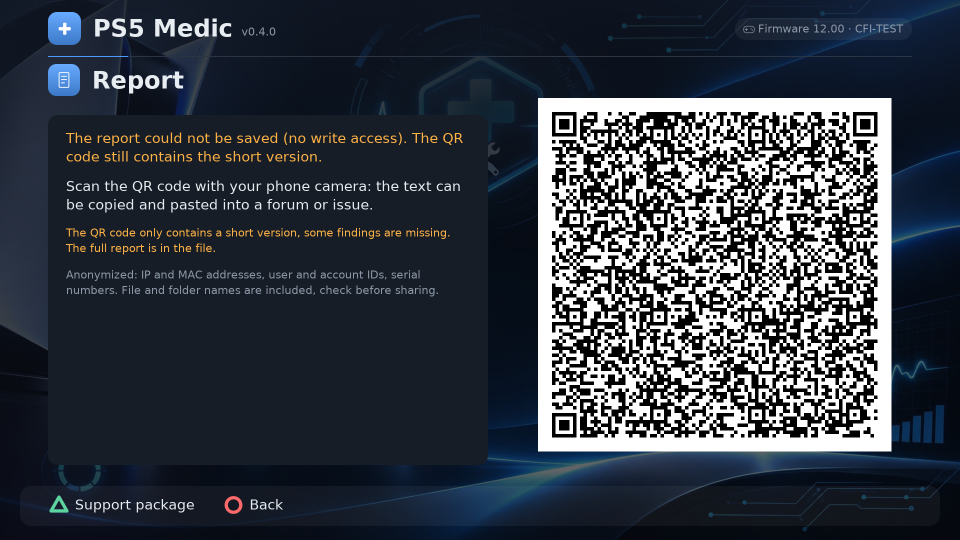 PS5 Medic v0.4.0
Firmware 12.00 · CFI-TEST
Report
The report could not be saved (no write access). The QR
code still contains the short version.
Scan the QR code with your phone camera: the text can
be copied and pasted into a forum or issue.
The QR code only contains a short version, some findings are missing.
The full report is in the file.
Anonymized: IP and MAC addresses, user and account IDs, serial
numbers. File and folder names are included, check before sharing.
Support package
Back